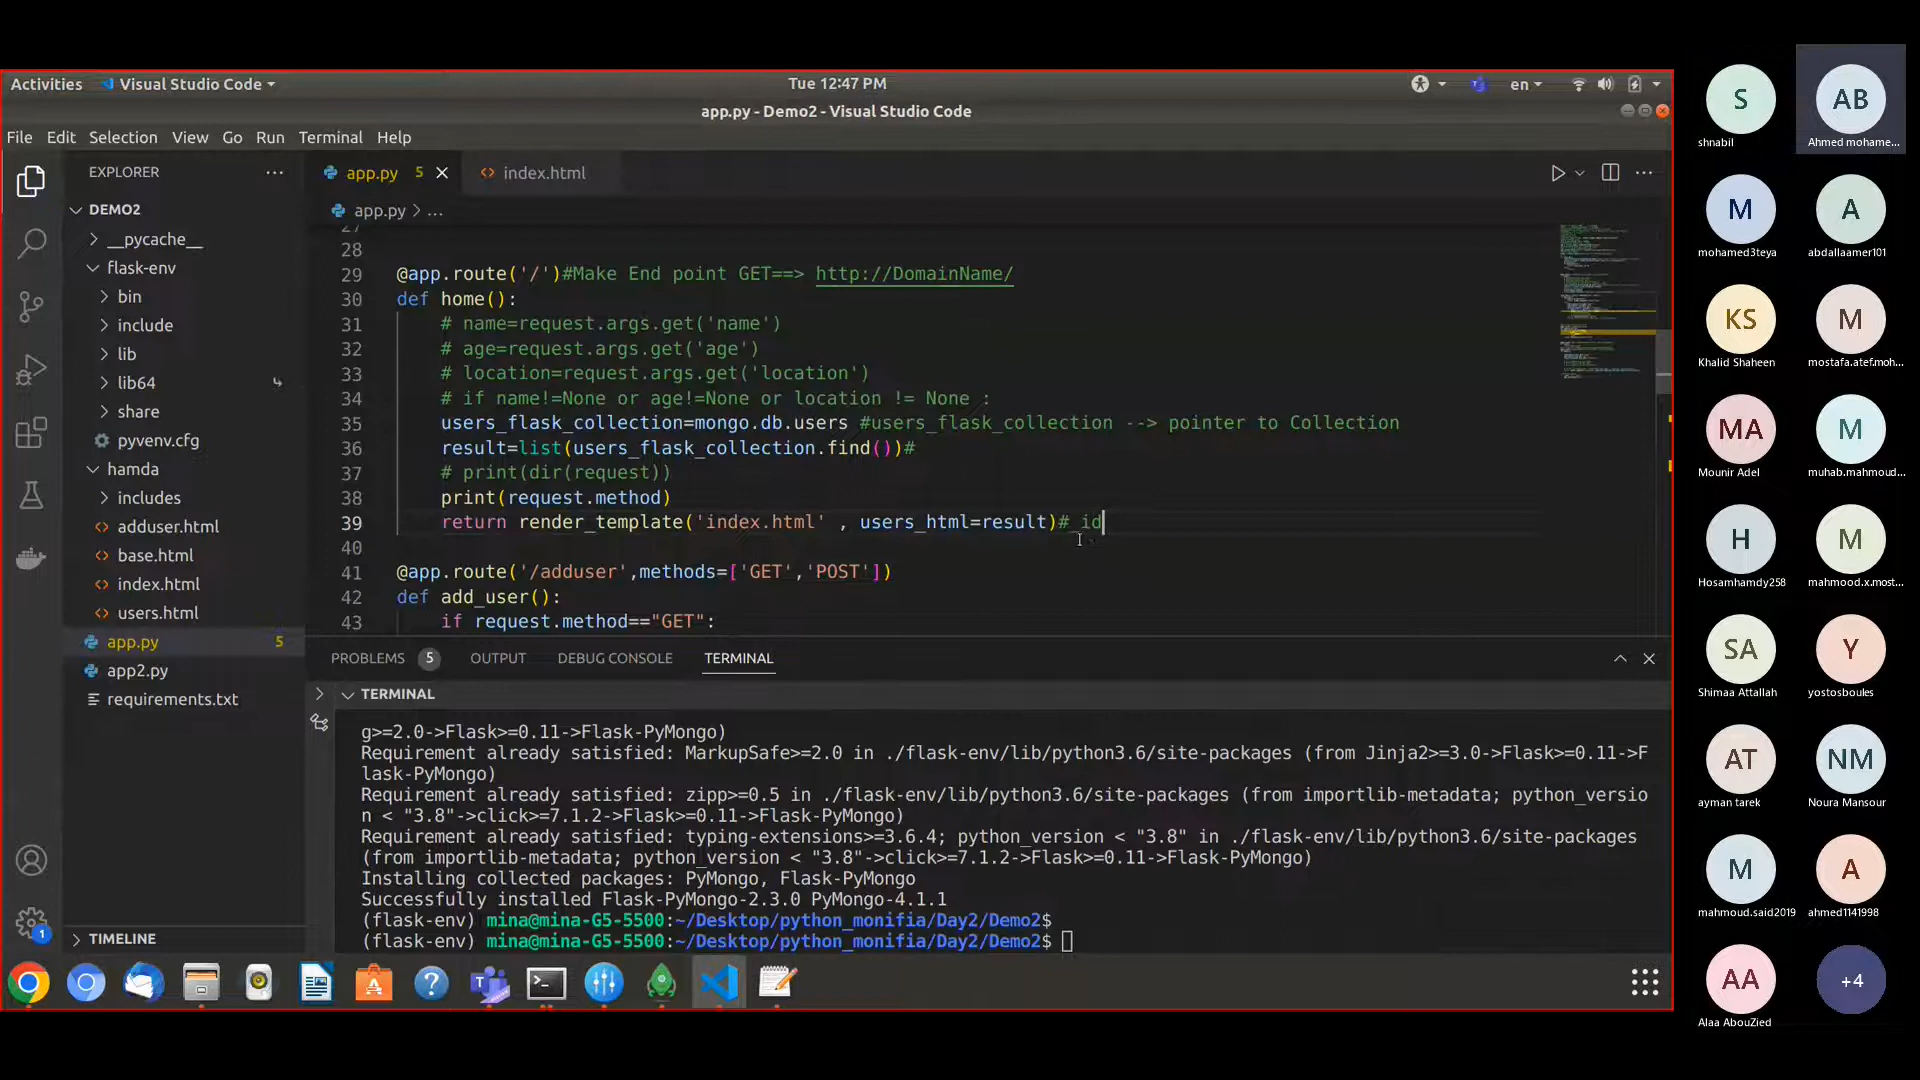 Activities
Visual Studio Code
Tue 12:47 PM
en
app.py - Demo2 - Visual Studio Code
File Edit Selection View Go Run Terminal Help
EXPLORER
DEMO2
__pycache__
flask-env
bin
include
lib
lib64
share
pyvenv.cfg
hamda
includes
adduser.html
base.html
index.html
users.html
app.py 5
app2.py
requirements.txt
TIMELINE
1
app.py 5
index.html
app.py > ...
27
28
29 @app.route('/')#Make End point GET==> http://DomainName/
30 def home():
31 # name=request.args.get('name')
32 # age=request.args.get('age')
33 # location=request.args.get('location')
34 # if name!=None or age!=None or location != None :
35 users_flask_collection=mongo.db.users #users_flask_collection --> pointer to Collection
36 result=list(users_flask_collection.find())#
37 # print(dir(request))
38 print(request.method)
39 return render_template('index.html' , users_html=result)#_id
40
41 @app.route('/adduser',methods=['GET','POST'])
42 def add_user():
43 if request.method=="GET":
PROBLEMS 5 OUTPUT DEBUG CONSOLE TERMINAL
TERMINAL
g>=2.0->Flask>=0.11->Flask-PyMongo)
Requirement already satisfied: MarkupSafe>=2.0 in ./flask-env/lib/python3.6/site-packages (from Jinja2>=3.0->Flask>=0.11->F
lask-PyMongo)
Requirement already satisfied: zipp>=0.5 in ./flask-env/lib/python3.6/site-packages (from importlib-metadata; python_versio
n < "3.8"->click>=7.1.2->Flask>=0.11->Flask-PyMongo)
Requirement already satisfied: typing-extensions>=3.6.4; python_version < "3.8" in ./flask-env/lib/python3.6/site-packages
(from importlib-metadata; python_version < "3.8"->click>=7.1.2->Flask>=0.11->Flask-PyMongo)
Installing collected packages: PyMongo, Flask-PyMongo
Successfully installed Flask-PyMongo-2.3.0 PyMongo-4.1.1
(flask-env) mina@mina-G5-5500:~/Desktop/python_monifia/Day2/Demo2$
(flask-env) mina@mina-G5-5500:~/Desktop/python_monifia/Day2/Demo2$
S
shnabil
AB
Ahmed mohame...
M
mohamed3teya
A
abdallaamer101
KS
Khalid Shaheen
M
mostafa.atef.moh...
MA
Mounir Adel
M
muhab.mahmoud...
H
Hosamhamdy258
M
mahmood.x.most...
SA
Shimaa Attallah
Y
yostosboules
AT
ayman tarek
NM
Noura Mansour
M
mahmoud.said2019
A
ahmed1141998
AA
Alaa AbouZied
+4